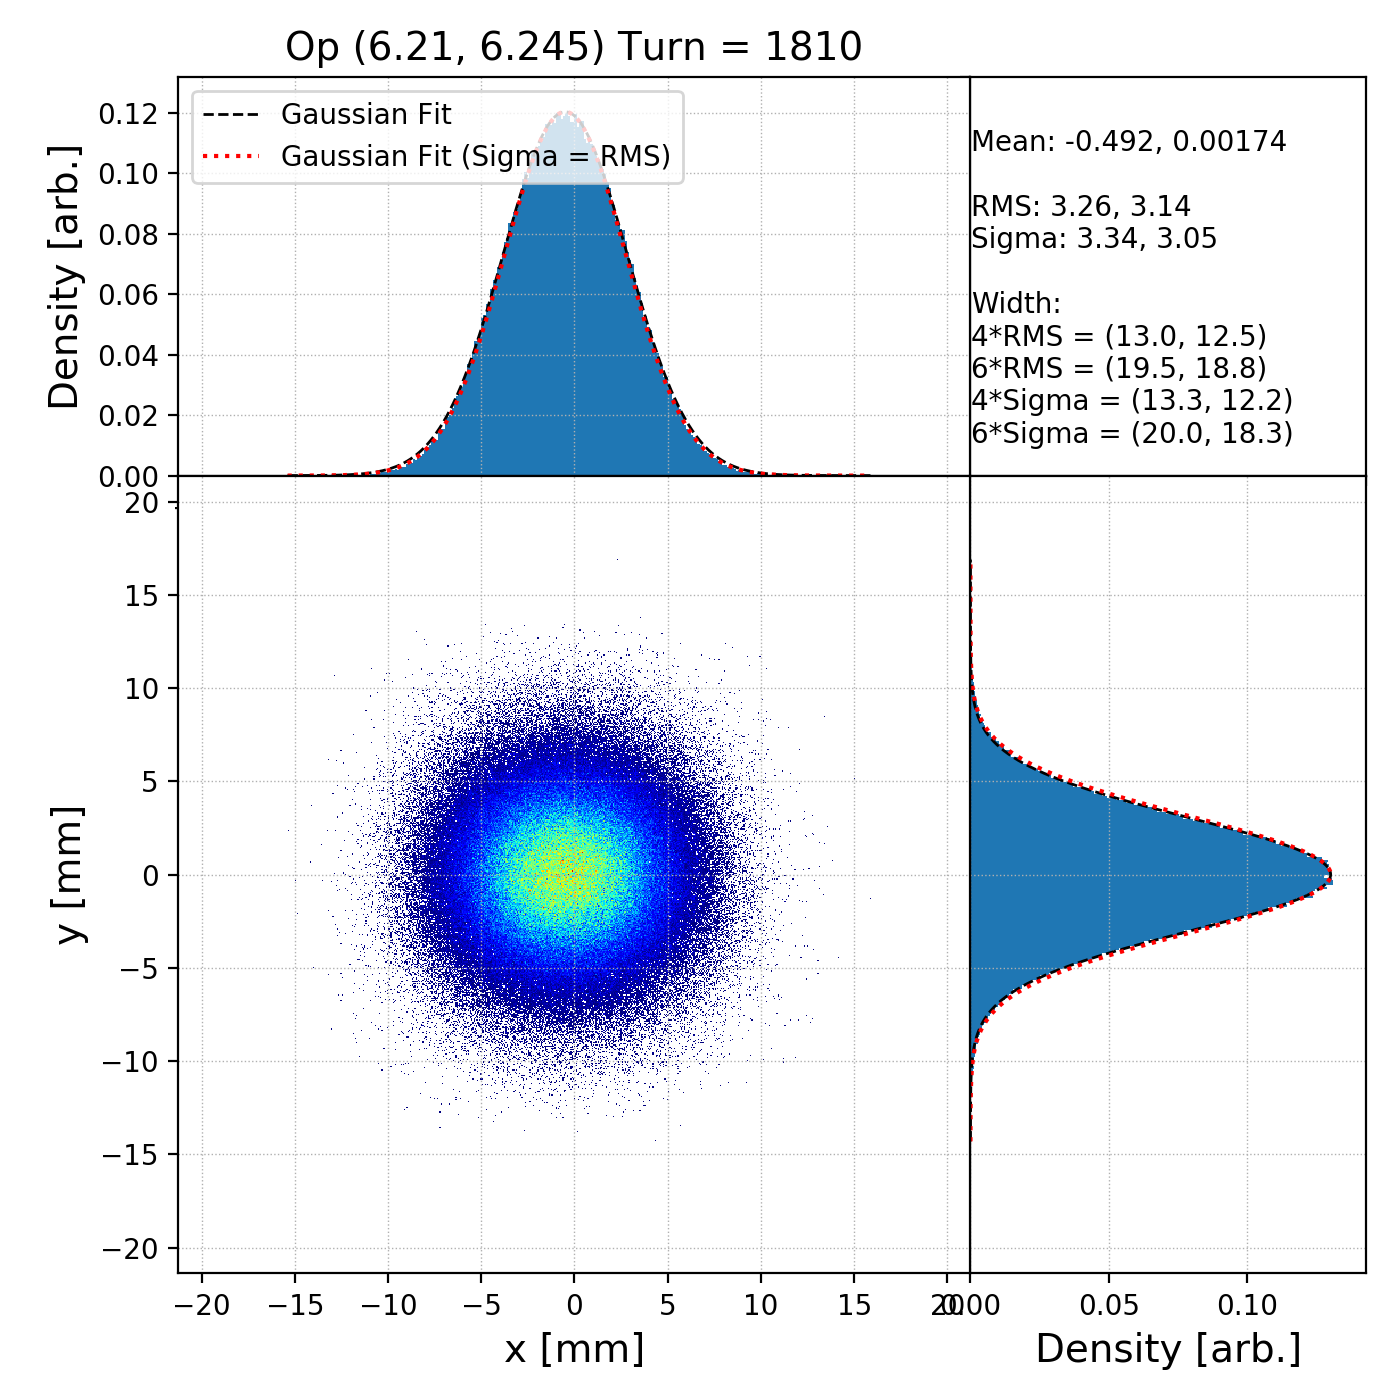 Op (6.21, 6.245) Turn = 1810
Gaussian Fit
Gaussian Fit (Sigma = RMS)
Density [arb.]
0.12
0.10
0.08
0.06
0.04
0.02
0.00
Mean: -0.492, 0.00174
RMS: 3.26, 3.14
Sigma: 3.34, 3.05
Width:
4*RMS = (13.0, 12.5)
6*RMS = (19.5, 18.8)
4*Sigma = (13.3, 12.2)
6*Sigma = (20.0, 18.3)
y [mm]
20
15
10
5
0
−5
−10
−15
−20
−20 −15 −10 −5 0 5 10 15 20
x [mm]
0.00 0.05 0.10
Density [arb.]